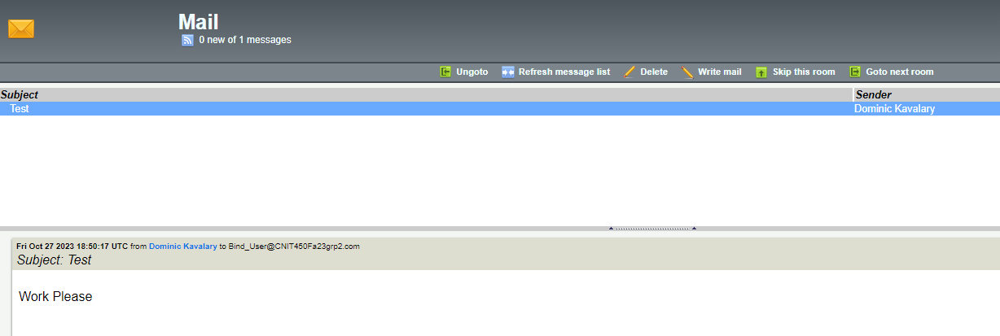 Mail
0 new of 1 messages
Ungoto Refresh message list Delete Write mail Skip this room Goto next room
Subject Sender
Test Dominic Kavalary
Fri Oct 27 2023 18:50:17 UTC from Dominic Kavalary to Bind_User@CNIT450Fa23grp2.com
Subject: Test
Work Please